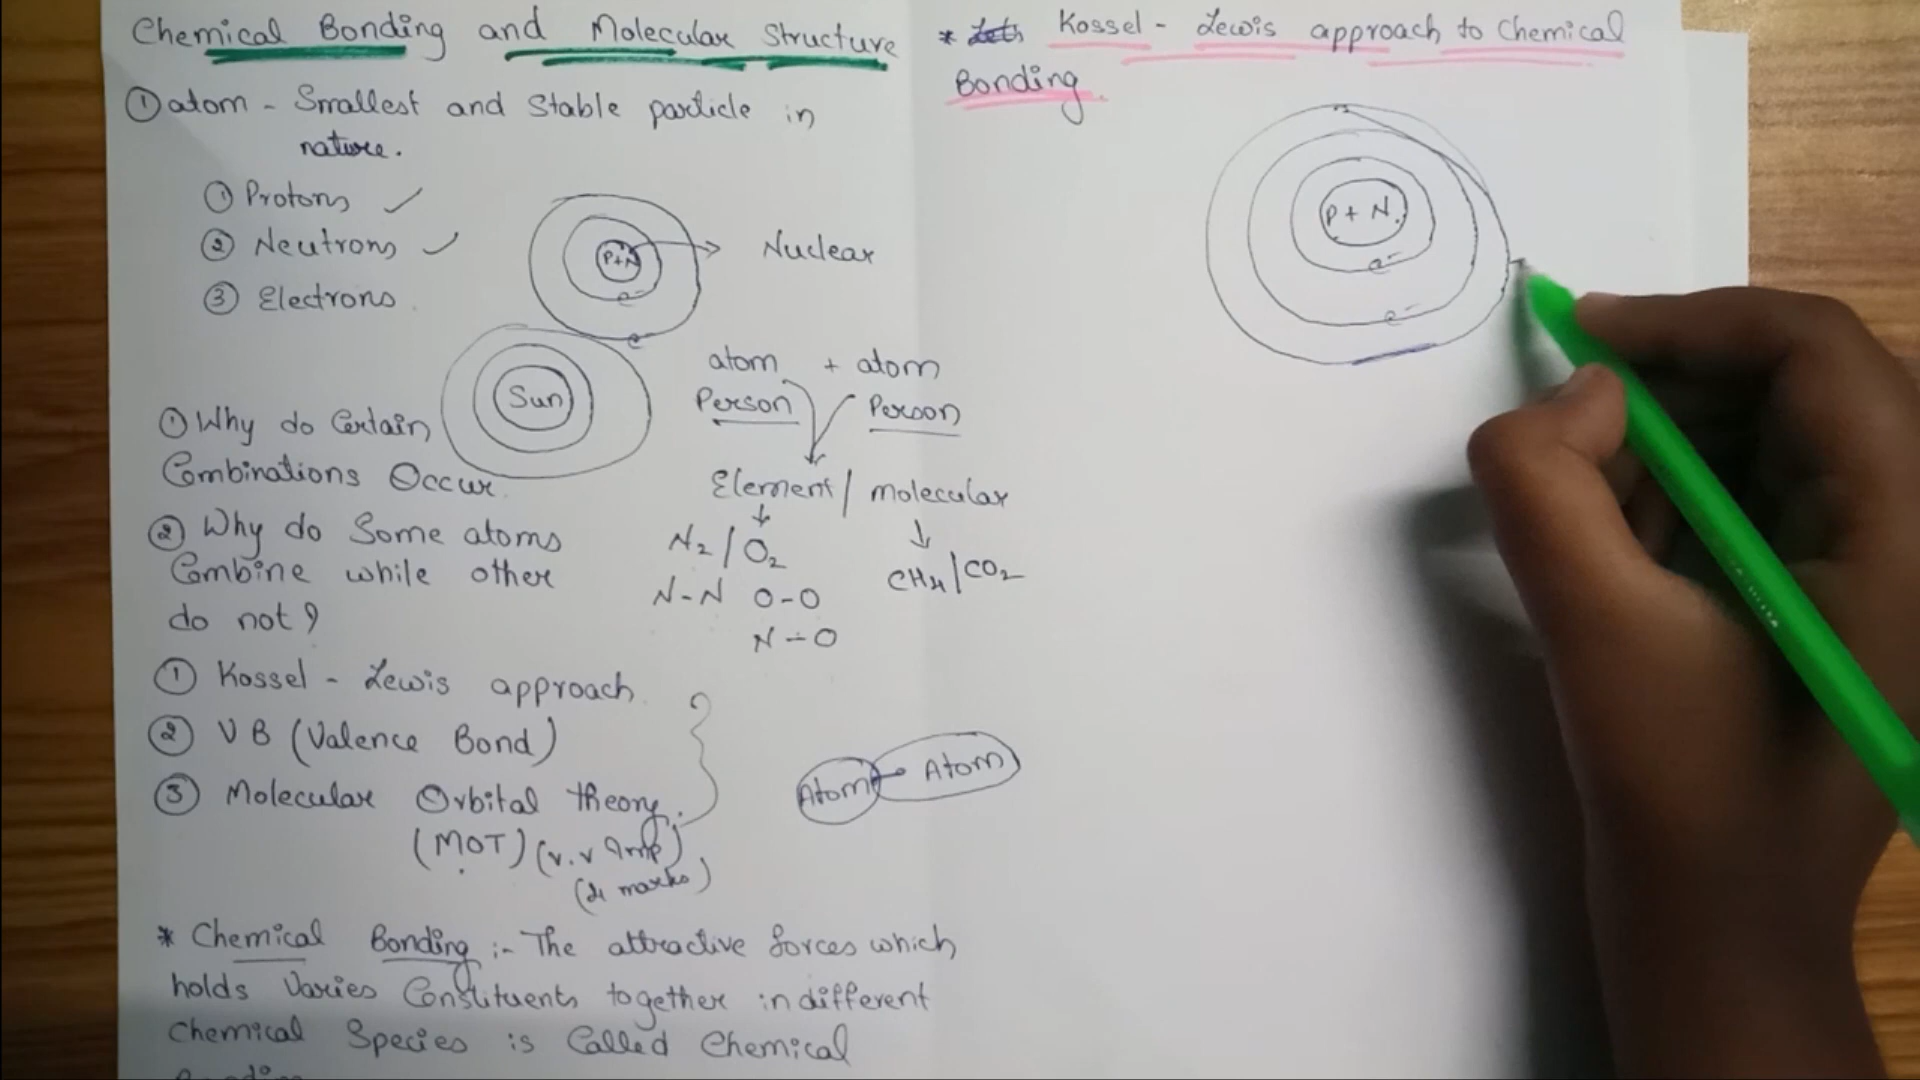 Chemical Bonding and Molecular Structure
① atom - Smallest and Stable particle in
nature.
① Protons ✓
② Neutrons ✓
③ Electrons
P+N
e-
e-
Nuclear
Sun
① Why do Certain
Combinations Occur
② Why do Some atoms
Combine while other
do not?
atom + atom
Person Person
Element / molecular
N2 / O2
CH4 / CO2
N-N O-O
N-O
① Kossel - Lewis approach
② VB (Valence Bond)
③ Molecular Orbital theory.
(MOT) (v.v Imp)
marks)
Atom Atom
* Chemical Bonding :- The attractive forces which
holds Varies Constituents together in different
Chemical Species is Called Chemical
* Kossel - Lewis approach to Chemical
Bonding.
P + N.
e-
e-